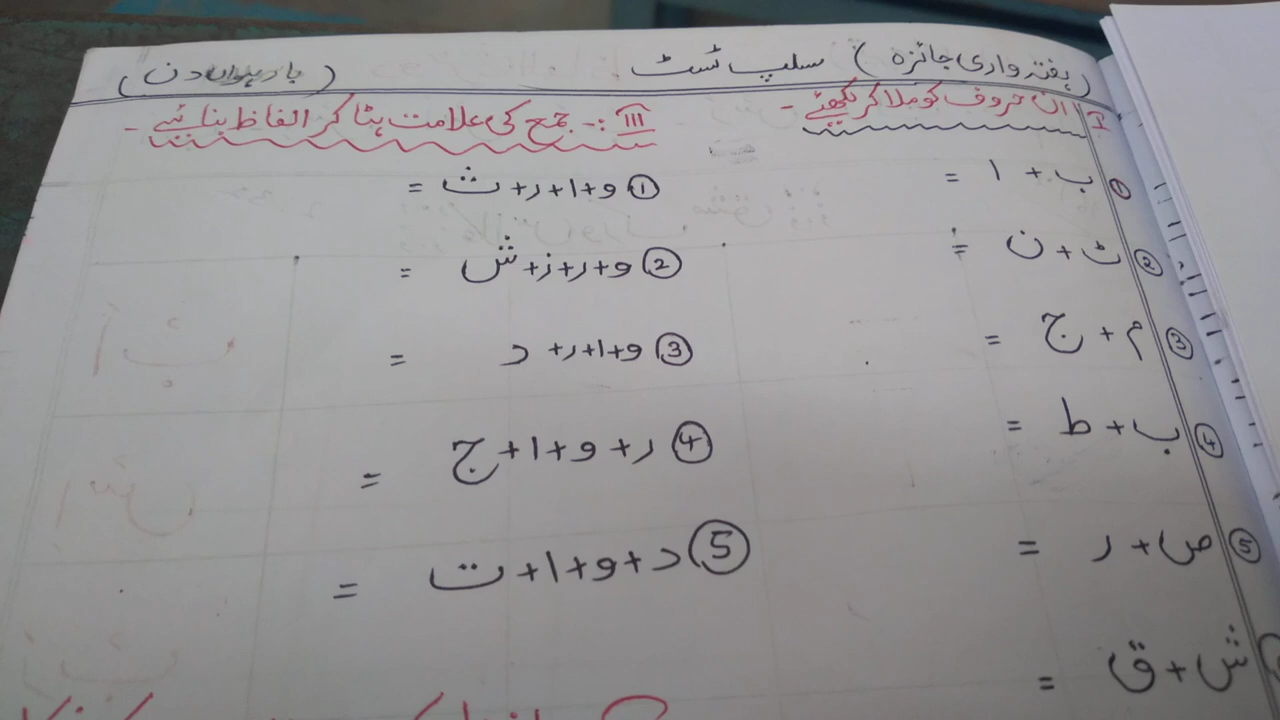 (ہفتہ واری جائزہ) سلپ ٹسٹ (بارہواں دن)
I ان حروف کو ملا کر لکھئے -
① ب + ا =
② ٹ + ن =
③ م + ج =
④ ب + ط =
⑤ ص + ر =
ش + ق =
III :- جمع کی علامت ہٹا کر الفاظ بنائیے -
① و + ا + ر + ث =
② و + ر + ز + ش =
③ و + ا + ر + د =
④ ر + و + ا + ج =
⑤ د + و + ا + ت =